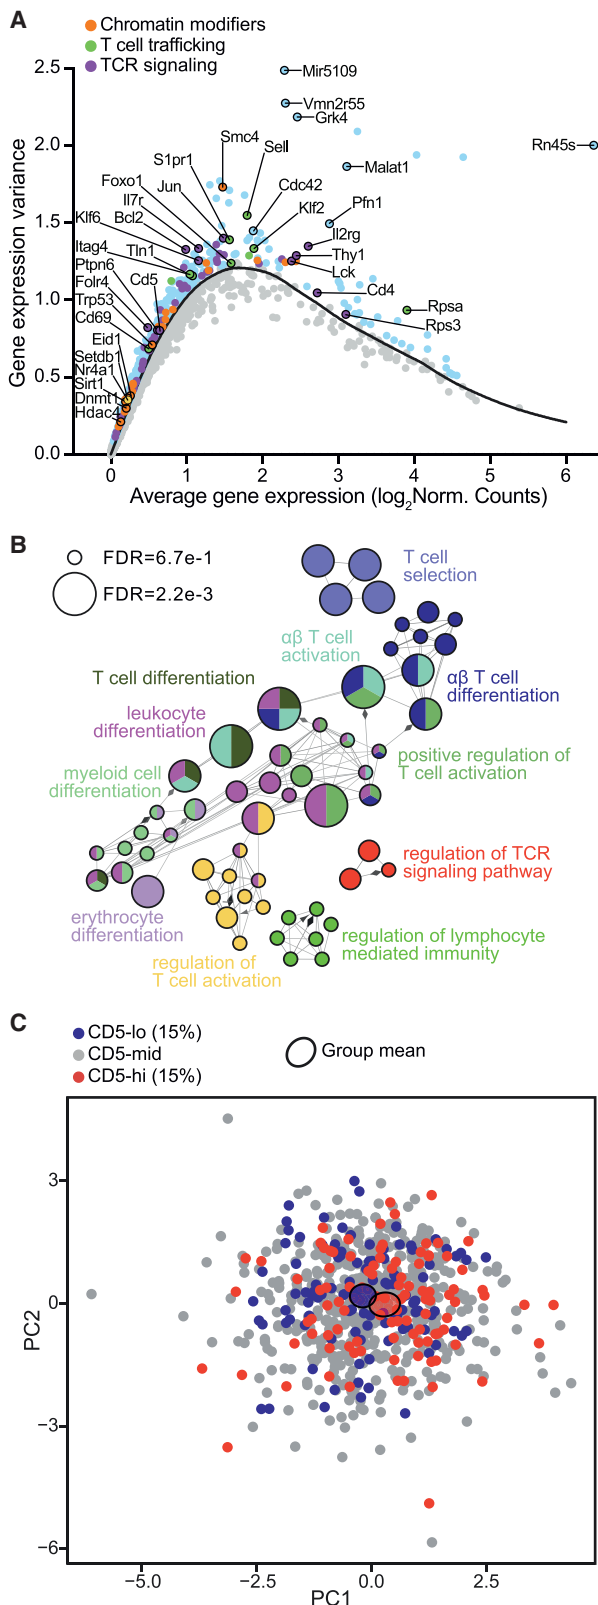 A
Chromatin modifiers
T cell trafficking
TCR signaling
Gene expression variance
2.5
2.0
1.5
1.0
0.5
0.0
Mir5109
Vmn2r55
Grk4
Rn45s
Smc4
Sell
S1pr1
Malat1
Foxo1
Jun
Cdc42
Il7r
Klf2
Pfn1
Klf6
Bcl2
Il2rg
Itag4
Tln1
Thy1
Ptpn6
Lck
Folr4
Cd5
Cd4
Trp53
Rpsa
Cd69
Rps3
Eid1
Setdb1
Nr4a1
Sirt1
Dnmt1
Hdac4
0 1 2 3 4 5 6
Average gene expression (log2Norm. Counts)
B
FDR=6.7e-1
FDR=2.2e-3
T cell
selection
αβ T cell
activation
T cell differentiation
αβ T cell
differentiation
leukocyte
differentiation
positive regulation of
T cell activation
myeloid cell
differentiation
regulation of TCR
signaling pathway
erythrocyte
differentiation
regulation of lymphocyte
mediated immunity
regulation of
T cell activation
C
CD5-lo (15%)
CD5-mid
CD5-hi (15%)
Group mean
PC2
3
0
−3
−6
−5.0 −2.5 0.0 2.5
PC1